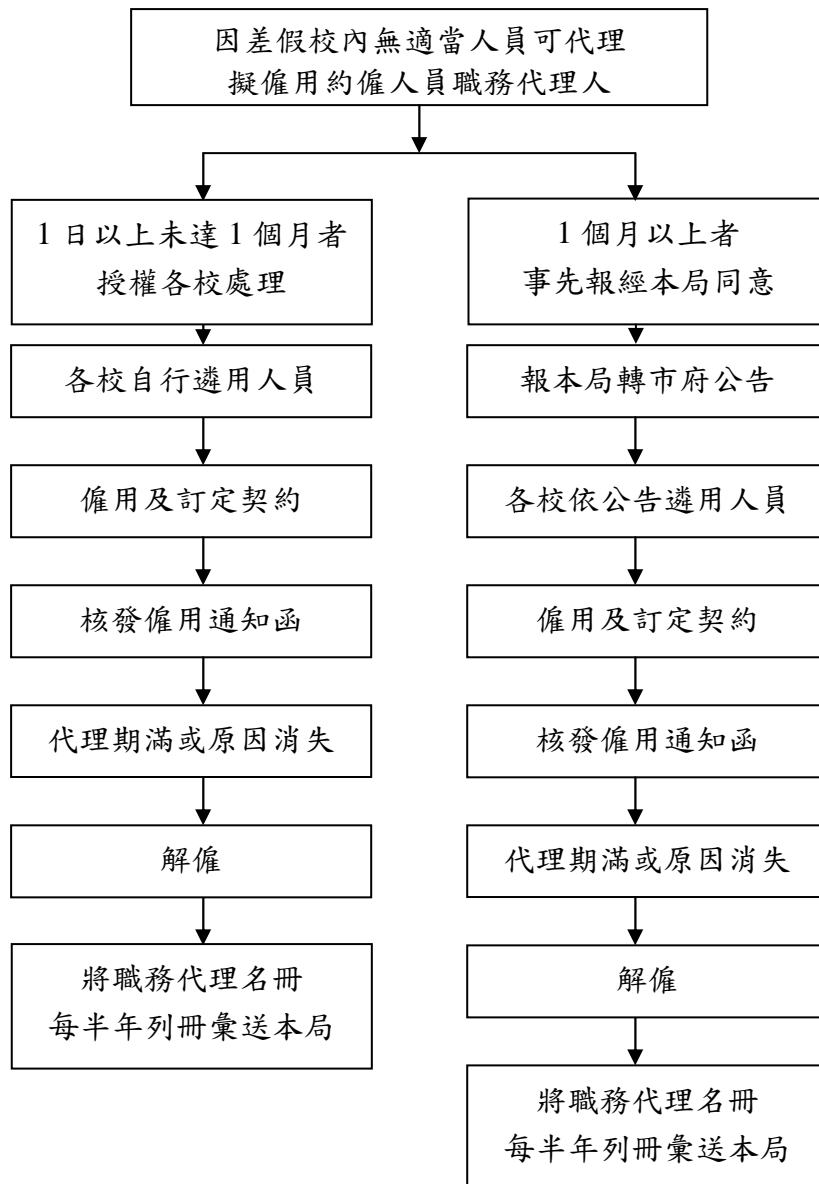 因差假校內無適當人員可代理
擬僱用約僱人員職務代理人
1 日以上未達 1 個月者
授權各校處理
各校自行遴用人員
僱用及訂定契約
核發僱用通知函
代理期滿或原因消失
解僱
將職務代理名冊
每半年列冊彙送本局
1 個月以上者
事先報經本局同意
報本局轉市府公告
各校依公告遴用人員
僱用及訂定契約
核發僱用通知函
代理期滿或原因消失
解僱
將職務代理名冊
每半年列冊彙送本局